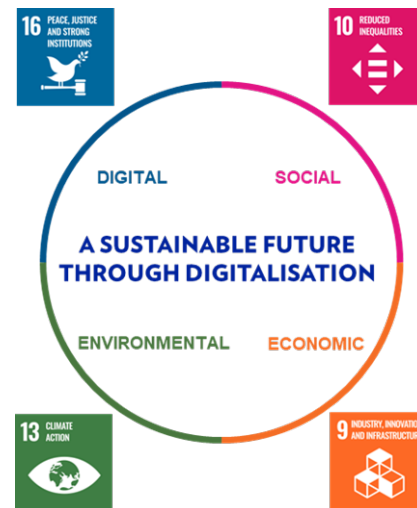 16 PEACE, JUSTICE
AND STRONG
INSTITUTIONS
10 REDUCED
INEQUALITIES
DIGITAL
SOCIAL
A SUSTAINABLE FUTURE
THROUGH DIGITALISATION
ENVIRONMENTAL
ECONOMIC
13 CLIMATE
ACTION
9 INDUSTRY, INNOVATION
AND INFRASTRUCTURE